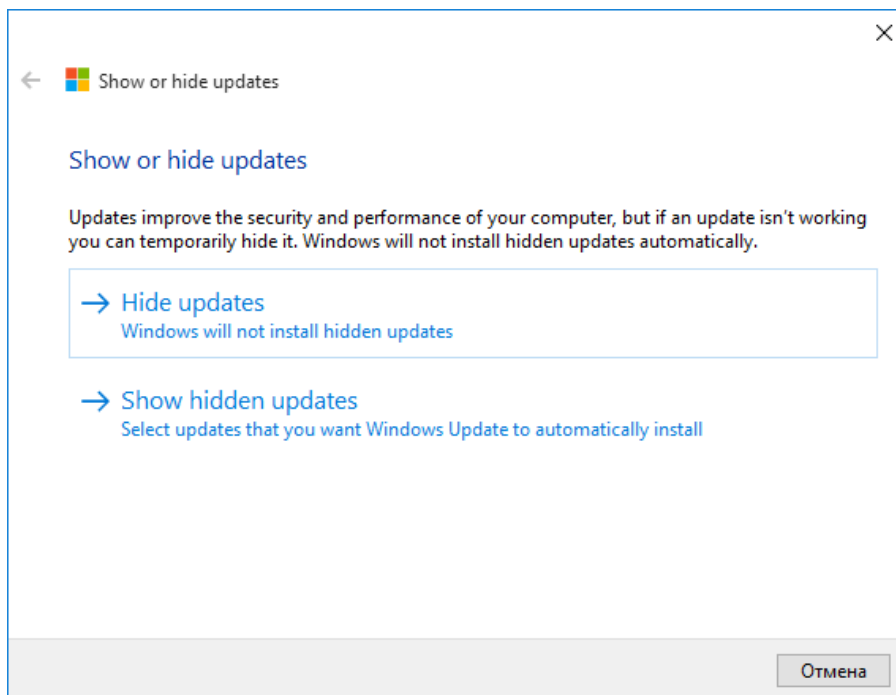 Show or hide updates
Show or hide updates
Updates improve the security and performance of your computer, but if an update isn't working
you can temporarily hide it. Windows will not install hidden updates automatically.
Hide updates
Windows will not install hidden updates
Show hidden updates
Select updates that you want Windows Update to automatically install
Отмена